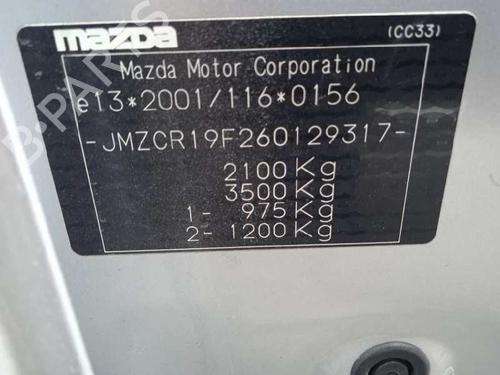 mazda (CC33)
Mazda Motor Corporation
e13*2001/116*0156
-JMZCR19F260129317-
2100Kg
3500Kg
1- 975Kg
2- 1200Kg